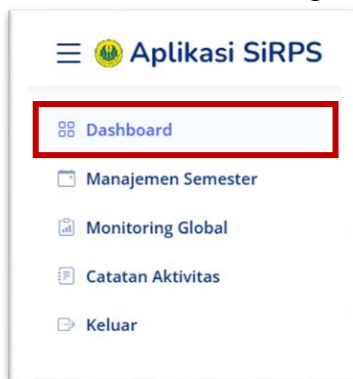 Aplikasi SiRPS
Dashboard
Manajemen Semester
Monitoring Global
Catatan Aktivitas
Keluar